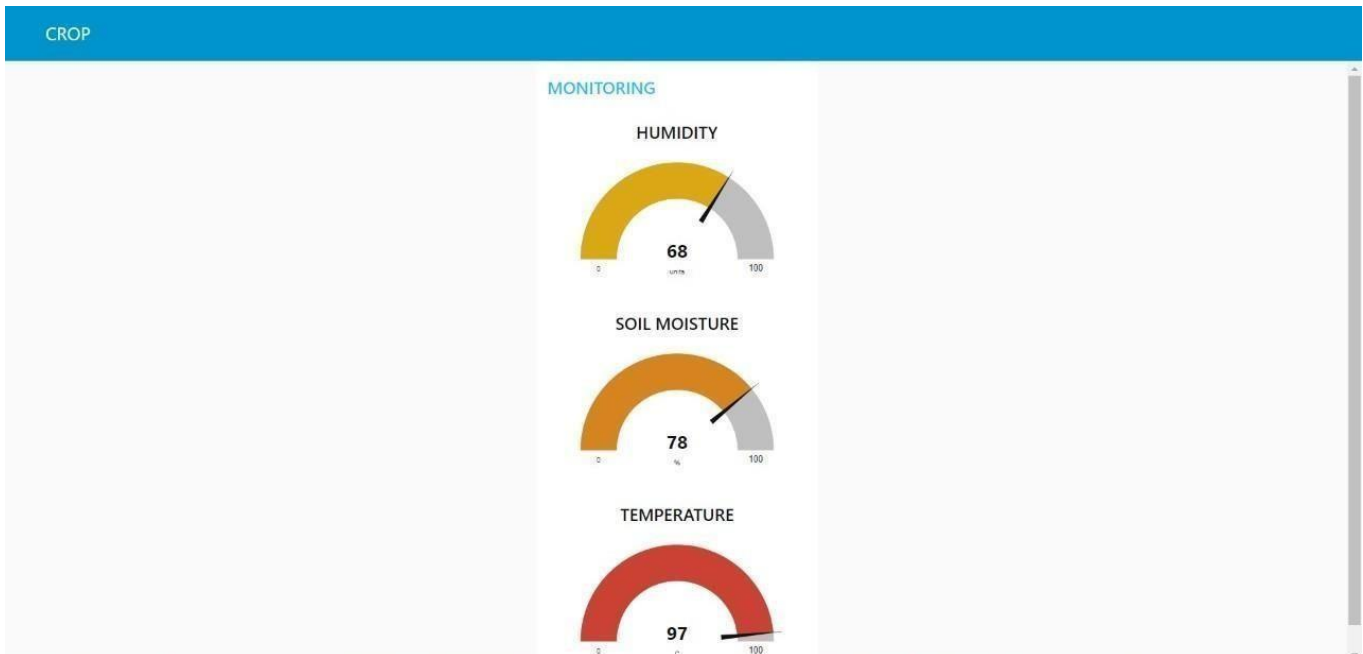 CROP
MONITORING
HUMIDITY
68
0 units 100
SOIL MOISTURE
78
0 % 100
TEMPERATURE
97
0 100